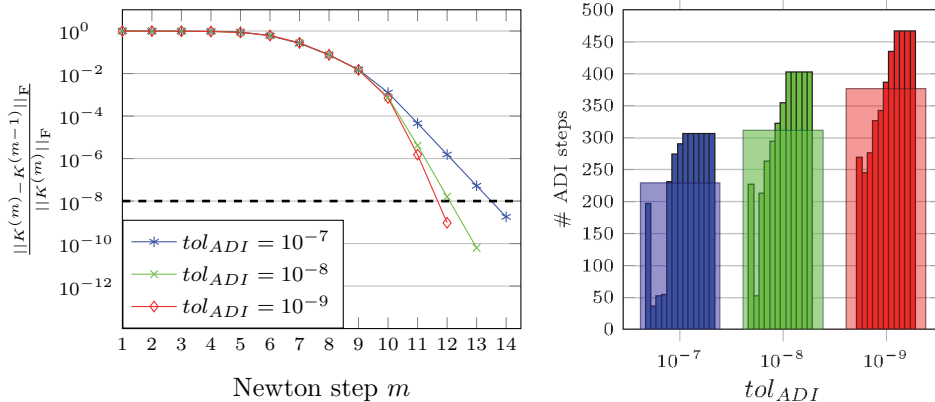 ||K^(m) − K^(m−1)||_F
||K^(m)||_F
10^0
10^−2
10^−4
10^−6
10^−8
10^−10
10^−12
tol_ADI = 10^−7
tol_ADI = 10^−8
tol_ADI = 10^−9
1 2 3 4 5 6 7 8 9 10 11 12 13 14
Newton step m
# ADI steps
500
450
400
350
300
250
200
150
100
50
0
10^−7 10^−8 10^−9
tol_ADI